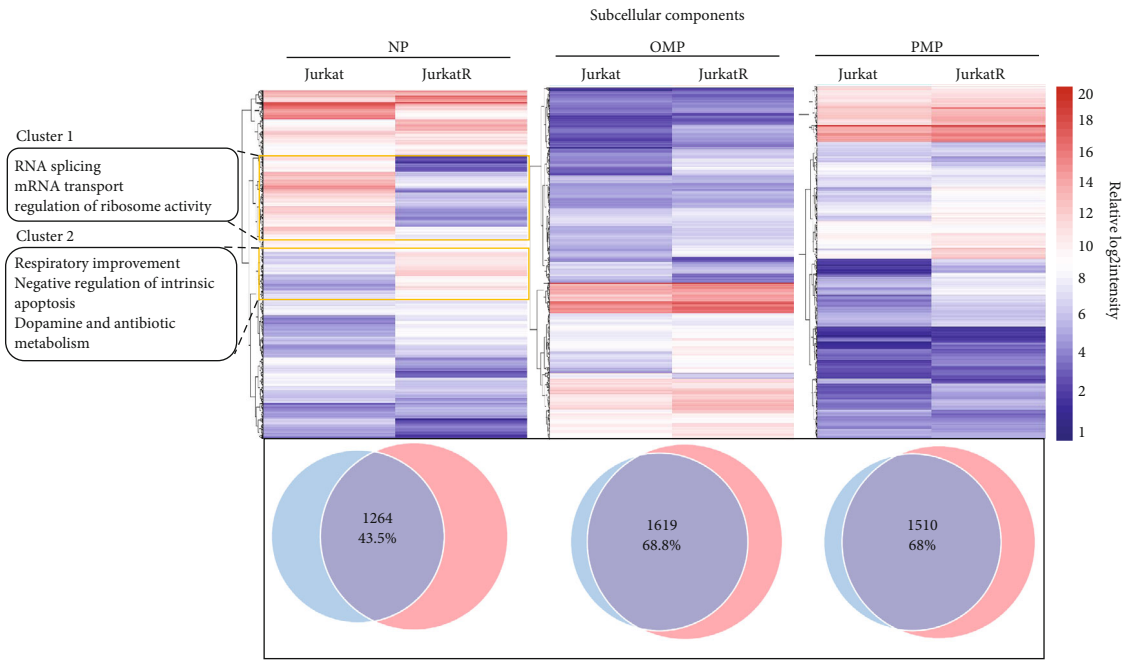 Subcellular components
NP
OMP
PMP
Jurkat
JurkatR
Jurkat
JurkatR
Jurkat
JurkatR
Cluster 1
RNA splicing
mRNA transport
regulation of ribosome activity
Cluster 2
Respiratory improvement
Negative regulation of intrinsic
apoptosis
Dopamine and antibiotic
metabolism
20
18
16
14
12
10
8
6
4
2
1
Relative log2intensity
1264
43.5%
1619
68.8%
1510
68%